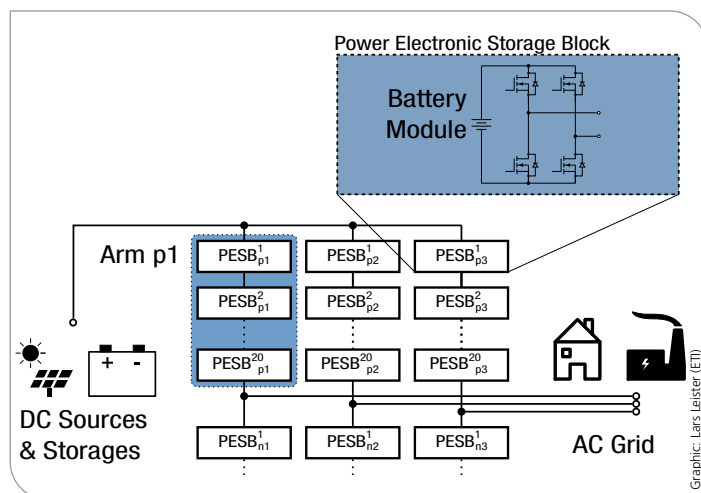 Power Electronic Storage Block
Battery
Module
Arm p1
PESB¹ₚ₁ PESB¹ₚ₂ PESB¹ₚ₃
PESB²ₚ₁ PESB²ₚ₂ PESB²ₚ₃
PESB²⁰ₚ₁ PESB²⁰ₚ₂ PESB²⁰ₚ₃
+ -
DC Sources
& Storages
AC Grid
PESB¹ₙ₁ PESB¹ₙ₂ PESB¹ₙ₃
Graphic: Lars Leister (ETI)